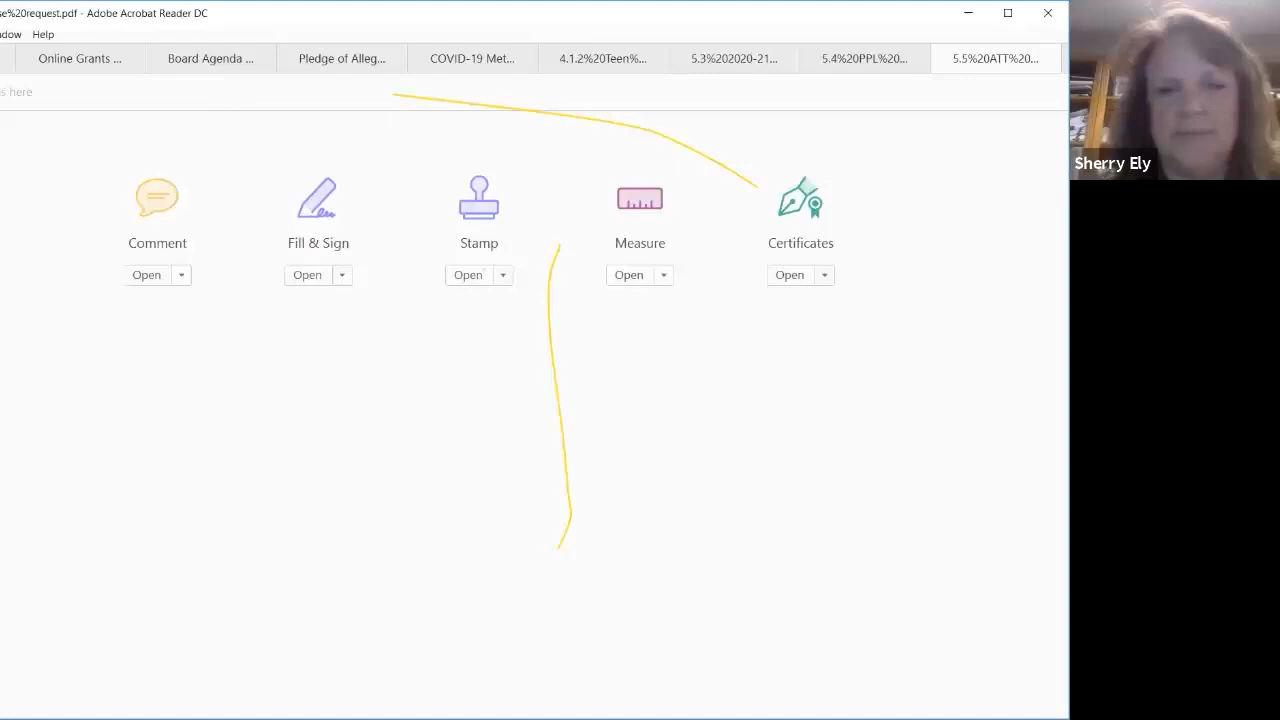 se%20request.pdf - Adobe Acrobat Reader DC
dow Help
Online Grants ... Board Agenda ... Pledge of Alleg... COVID-19 Met... 4.1.2%20Teen%... 5.3%202020-21... 5.4%20PPL%20... 5.5%20ATT%20...
s here
Comment Fill & Sign Stamp Measure Certificates
Open Open Open Open Open
Sherry Ely